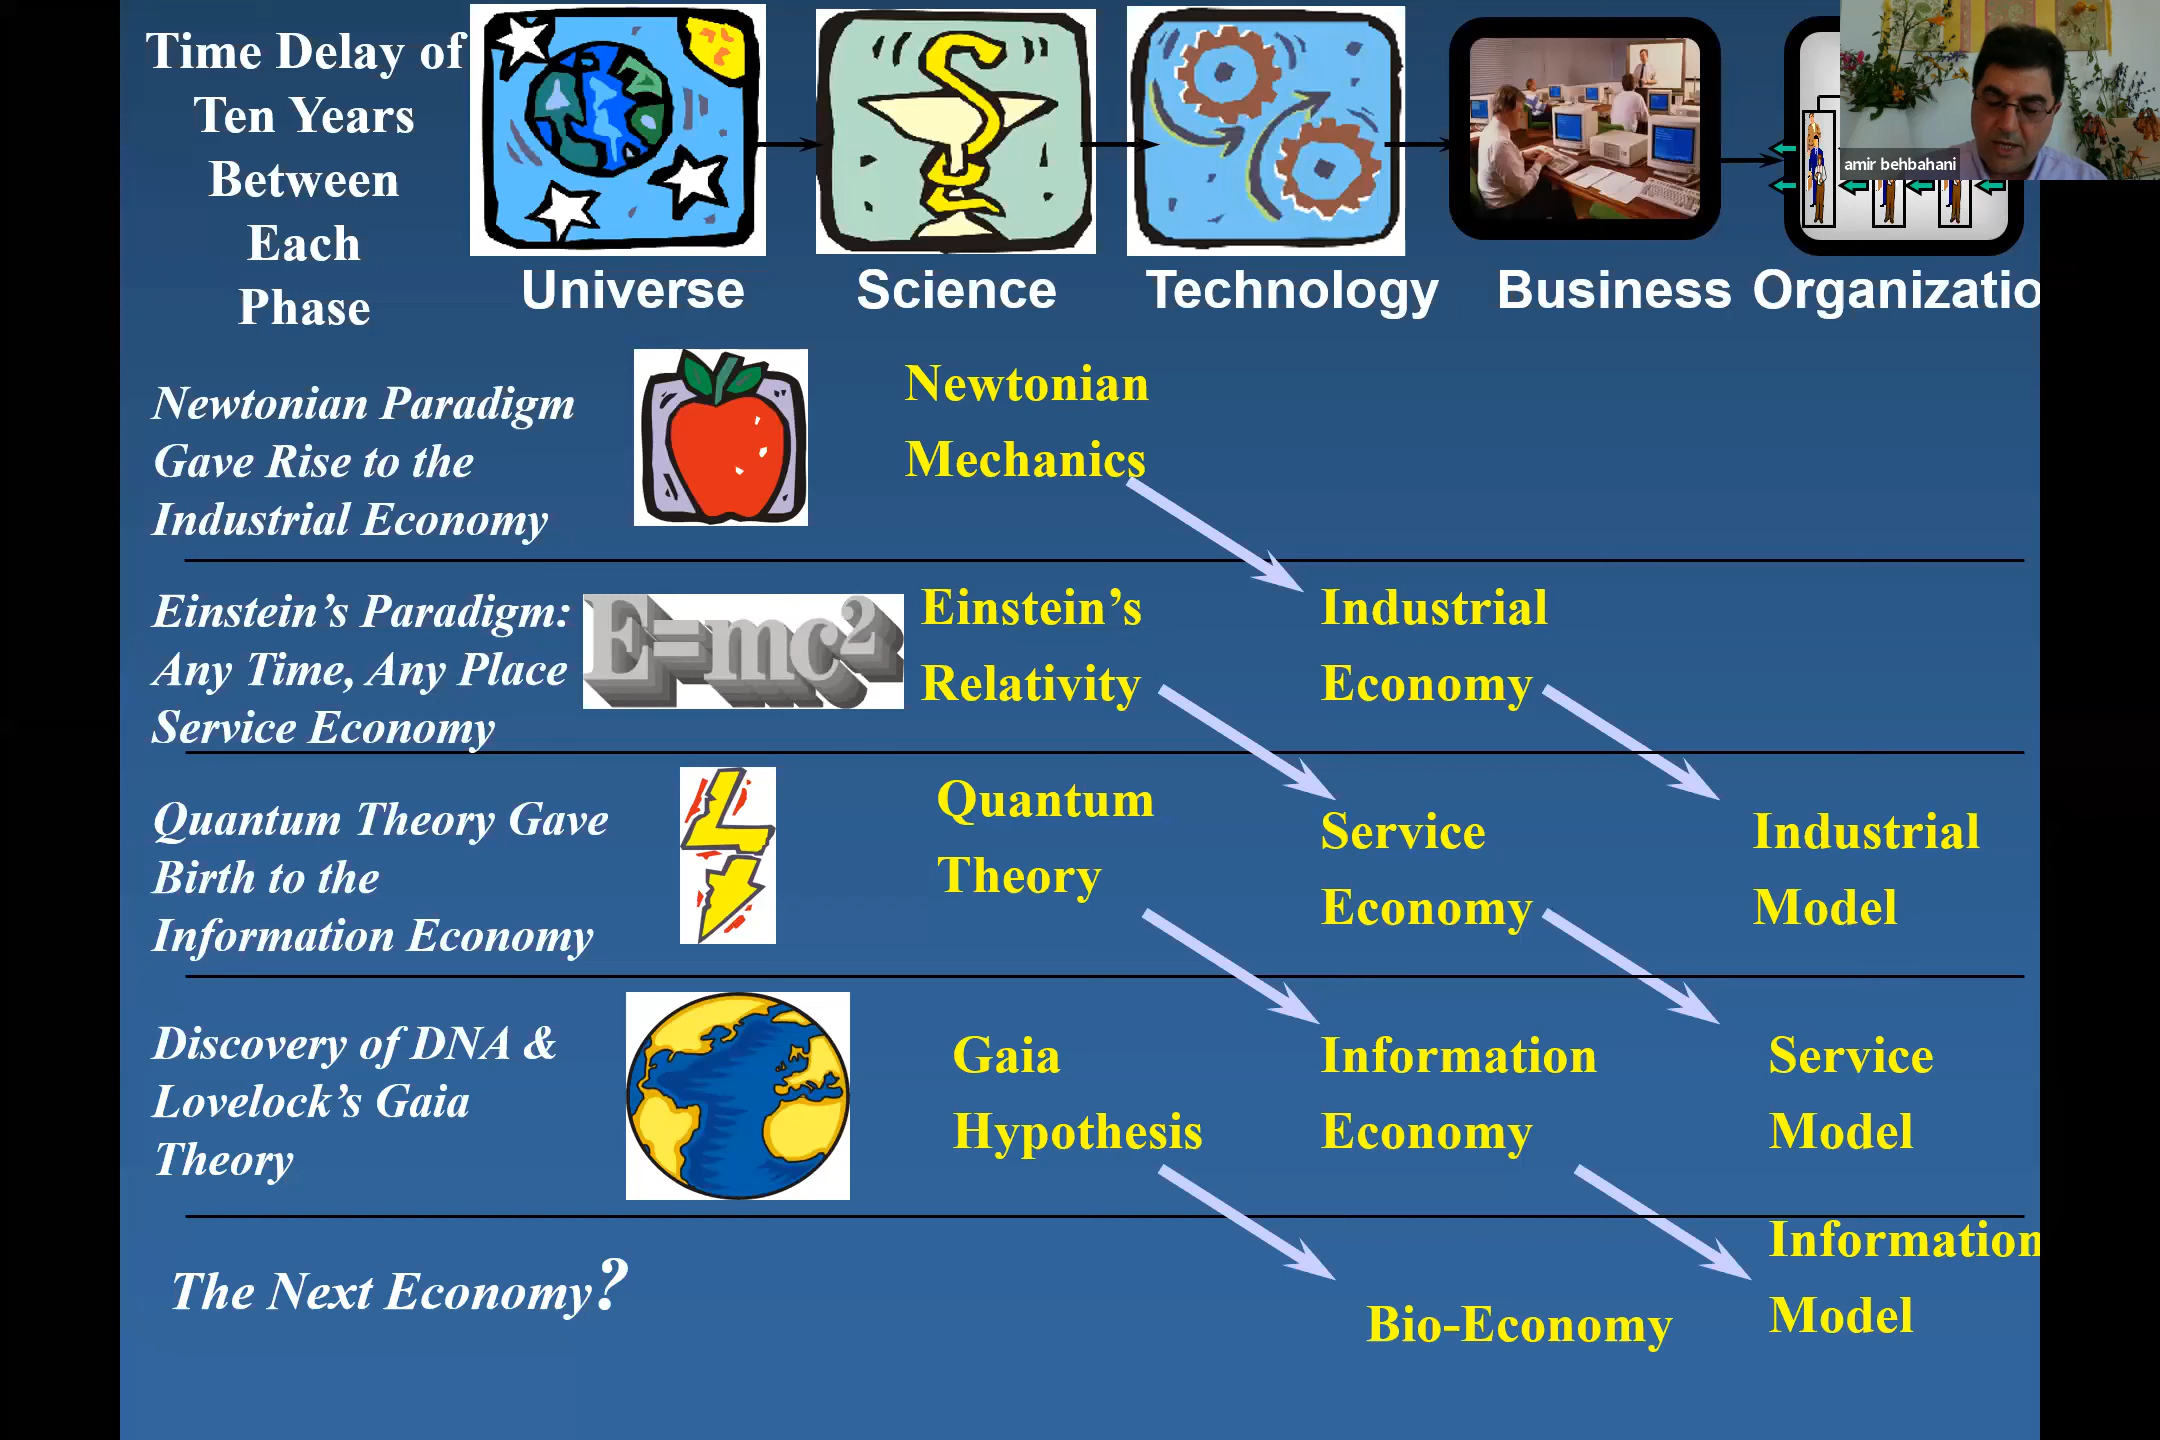 Time Delay of
Ten Years
Between
Each
Phase
Universe
Science
Technology
Business
Organizatio
amir behbahani
Newtonian Paradigm
Gave Rise to the
Industrial Economy
Newtonian
Mechanics
Einstein’s Paradigm:
Any Time, Any Place
Service Economy
E=mc²
Einstein’s
Relativity
Industrial
Economy
Quantum Theory Gave
Birth to the
Information Economy
Quantum
Theory
Service
Economy
Industrial
Model
Discovery of DNA &
Lovelock’s Gaia
Theory
Gaia
Hypothesis
Information
Economy
Service
Model
The Next Economy?
Bio-Economy
Information
Model